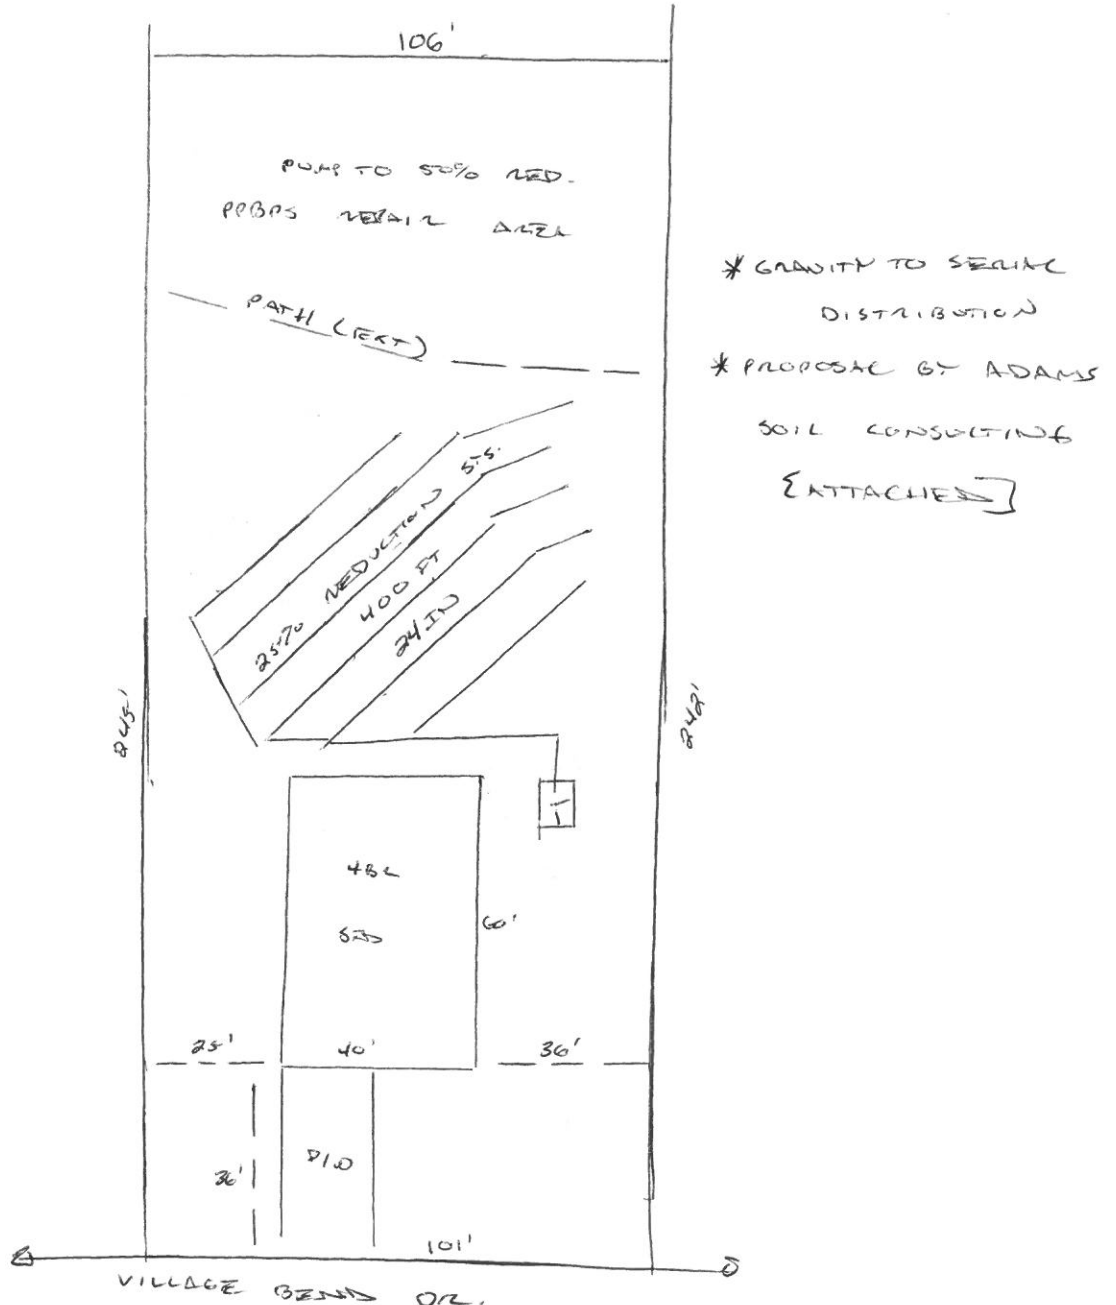 106'
PUMP TO 50% RED.
PPBPS REPAIR AREA
* GRAVITY TO SERIAL
DISTRIBUTION
PATH (EXT)
* PROPOSAL BY ADAMS
SOIL CONSULTING
[ATTACHED]
25% REDUCTION STS.
400 FT
24 IN
245'
242'
T
4BR
SFD
60'
25'
40'
36'
36'
P/D
101'
VILLAGE BEND DR.